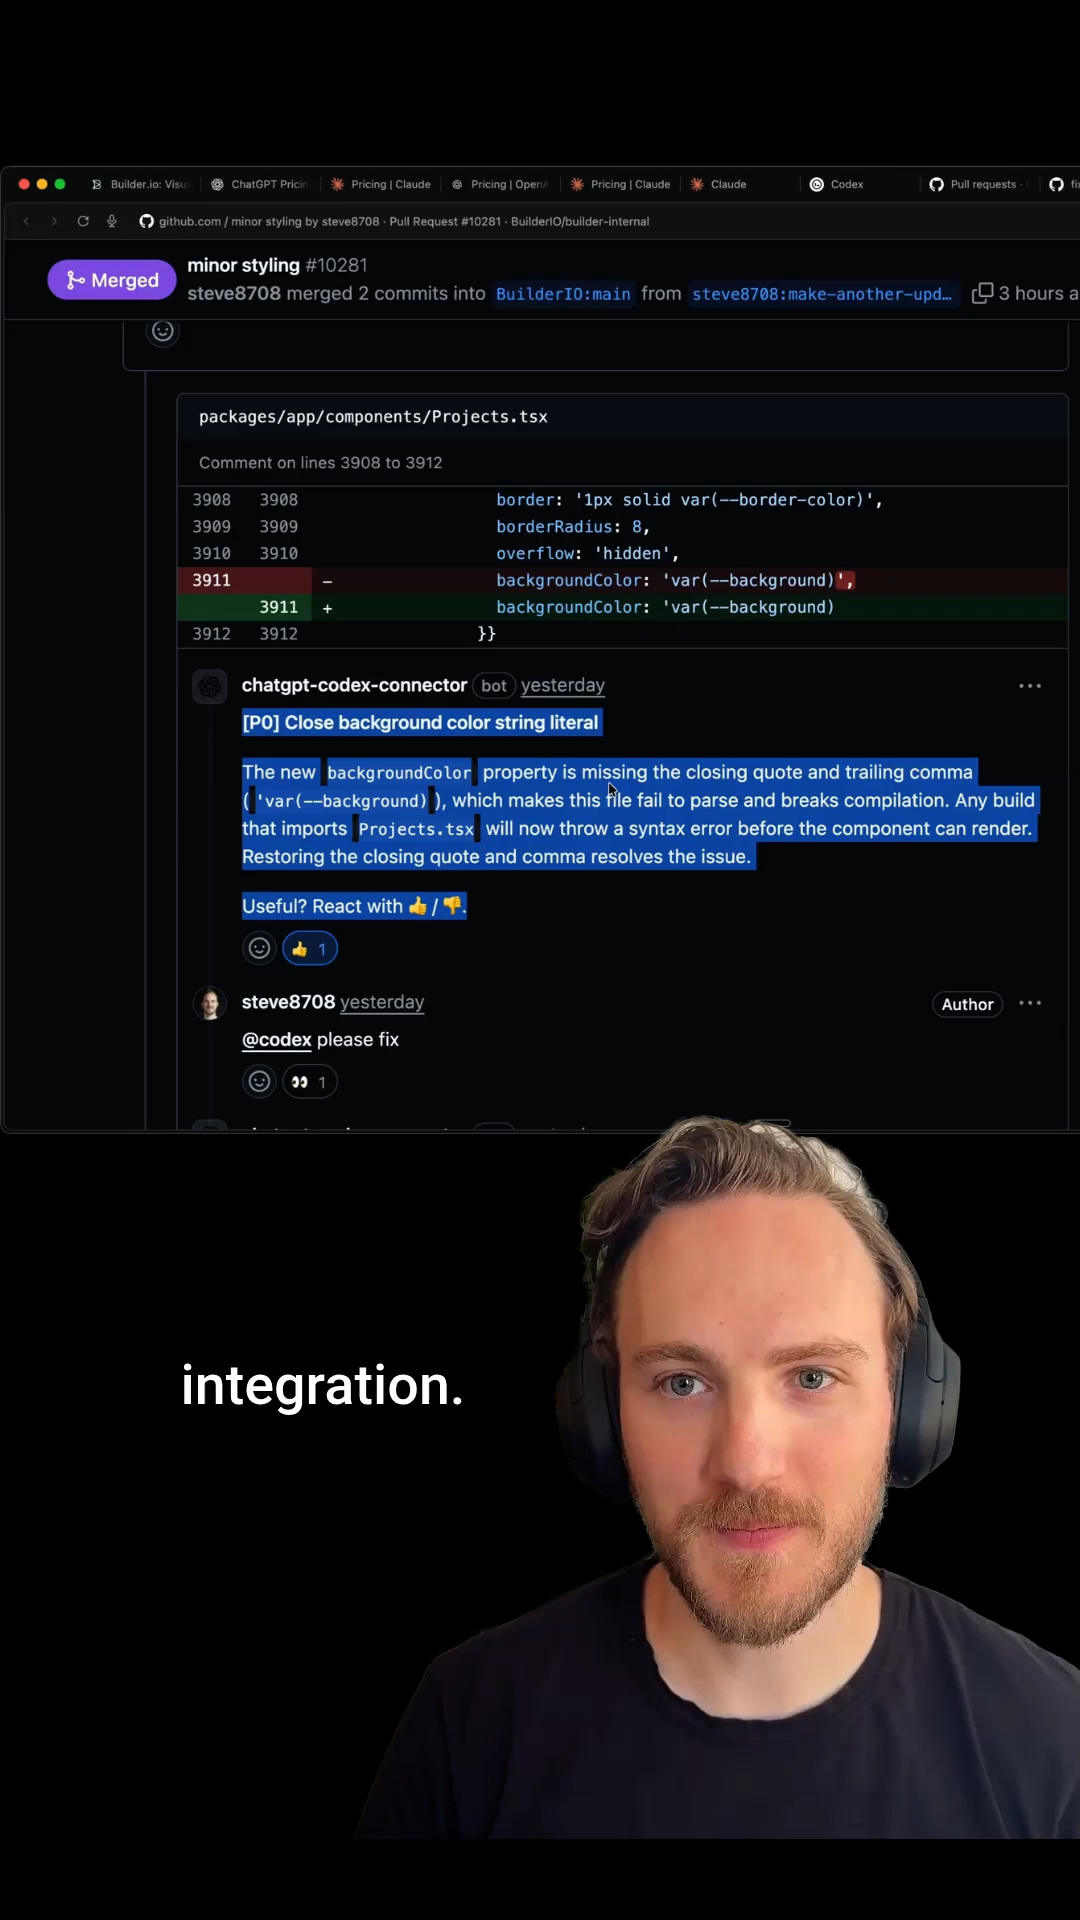 Builder.io: Visu
ChatGPT Pricin
Pricing | Claude
Pricing | OpenA
Pricing | Claude
Claude
Codex
Pull requests ·
fix
github.com / minor styling by steve8708 · Pull Request #10281 · BuilderIO/builder-internal
Merged
minor styling #10281
steve8708 merged 2 commits into BuilderIO:main from steve8708:make-another-upd… 3 hours a
packages/app/components/Projects.tsx
Comment on lines 3908 to 3912
3908 3908 border: '1px solid var(--border-color)',
3909 3909 borderRadius: 8,
3910 3910 overflow: 'hidden',
3911 - backgroundColor: 'var(--background)',
3911 + backgroundColor: 'var(--background)
3912 3912 }}
chatgpt-codex-connector bot yesterday
[P0] Close background color string literal
The new backgroundColor property is missing the closing quote and trailing comma
( 'var(--background) ), which makes this file fail to parse and breaks compilation. Any build
that imports Projects.tsx will now throw a syntax error before the component can render.
Restoring the closing quote and comma resolves the issue.
Useful? React with 👍 / 👎.
👍 1
steve8708 yesterday
Author
@codex please fix
👀 1
integration.